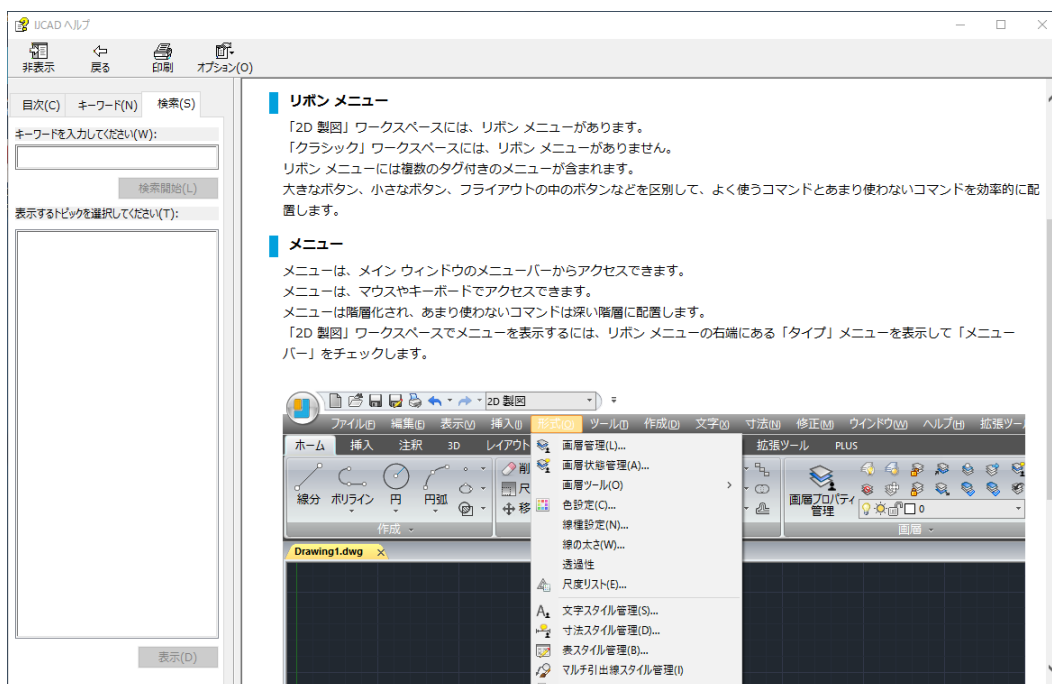 IJCAD ヘルプ
非表示 戻る 印刷 オプション(O)
目次(C) キーワード(N) 検索(S)
キーワードを入力してください(W):
検索開始(L)
表示するトピックを選択してください(T):
表示(D)
リボン メニュー
「2D 製図」ワークスペースには、リボン メニューがあります。
「クラシック」ワークスペースには、リボン メニューがありません。
リボン メニューには複数のタグ付きのメニューが含まれます。
大きなボタン、小さなボタン、フライアウトの中のボタンなどを区別して、よく使うコマンドとあまり使わないコマンドを効率的に配
置します。
メニュー
メニューは、メイン ウィンドウのメニューバーからアクセスできます。
メニューは、マウスやキーボードでアクセスできます。
メニューは階層化され、あまり使わないコマンドは深い階層に配置します。
「2D 製図」ワークスペースでメニューを表示するには、リボン メニューの右端にある「タイプ」メニューを表示して「メニュー
バー」をチェックします。
2D 製図
ファイル(F) 編集(E) 表示(V) 挿入(I) 形式(O) ツール(T) 作成(D) 文字(X) 寸法(N) 修正(M) ウインドウ(W) ヘルプ(H) 拡張ツー
ホーム 挿入 注釈 3D レイアウト 拡張ツール PLUS
線分 ポリライン 円 円弧 削 尺 移 画層プロパティ管理 0
作成 画層
Drawing1.dwg
画層管理(L)...
画層状態管理(A)...
画層ツール(O)
色設定(C)...
線種設定(N)...
線の太さ(W)...
透過性
尺度リスト(E)...
文字スタイル管理(S)...
寸法スタイル管理(D)...
表スタイル管理(B)...
マルチ引出線スタイル管理(I)